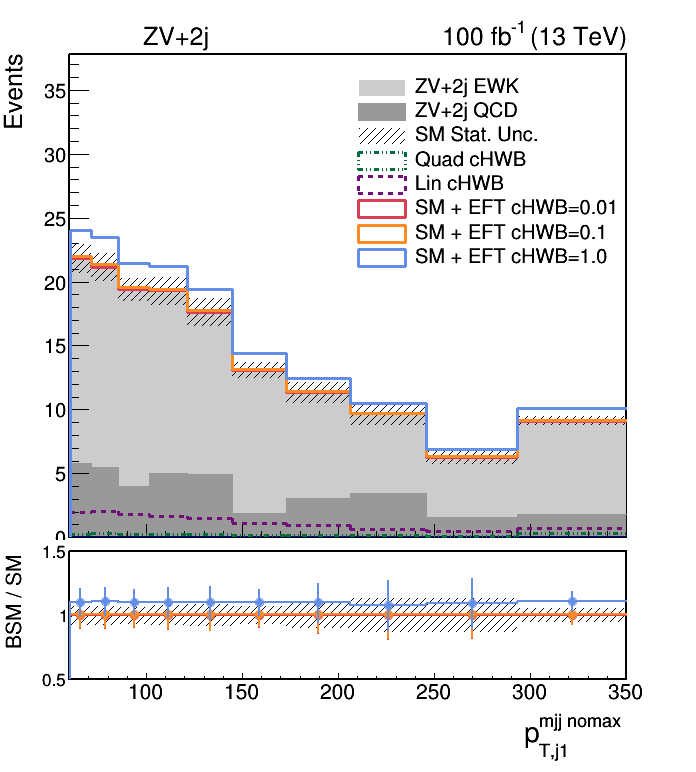 ZV+2j 100 fb-1 (13 TeV)
Events
35
30
25
20
15
10
5
0
ZV+2j EWK
ZV+2j QCD
SM Stat. Unc.
Quad cHWB
Lin cHWB
SM + EFT cHWB=0.01
SM + EFT cHWB=0.1
SM + EFT cHWB=1.0
BSM / SM
1.5
1
0.5
100 150 200 250 300 350
p T,j1 mjj nomax